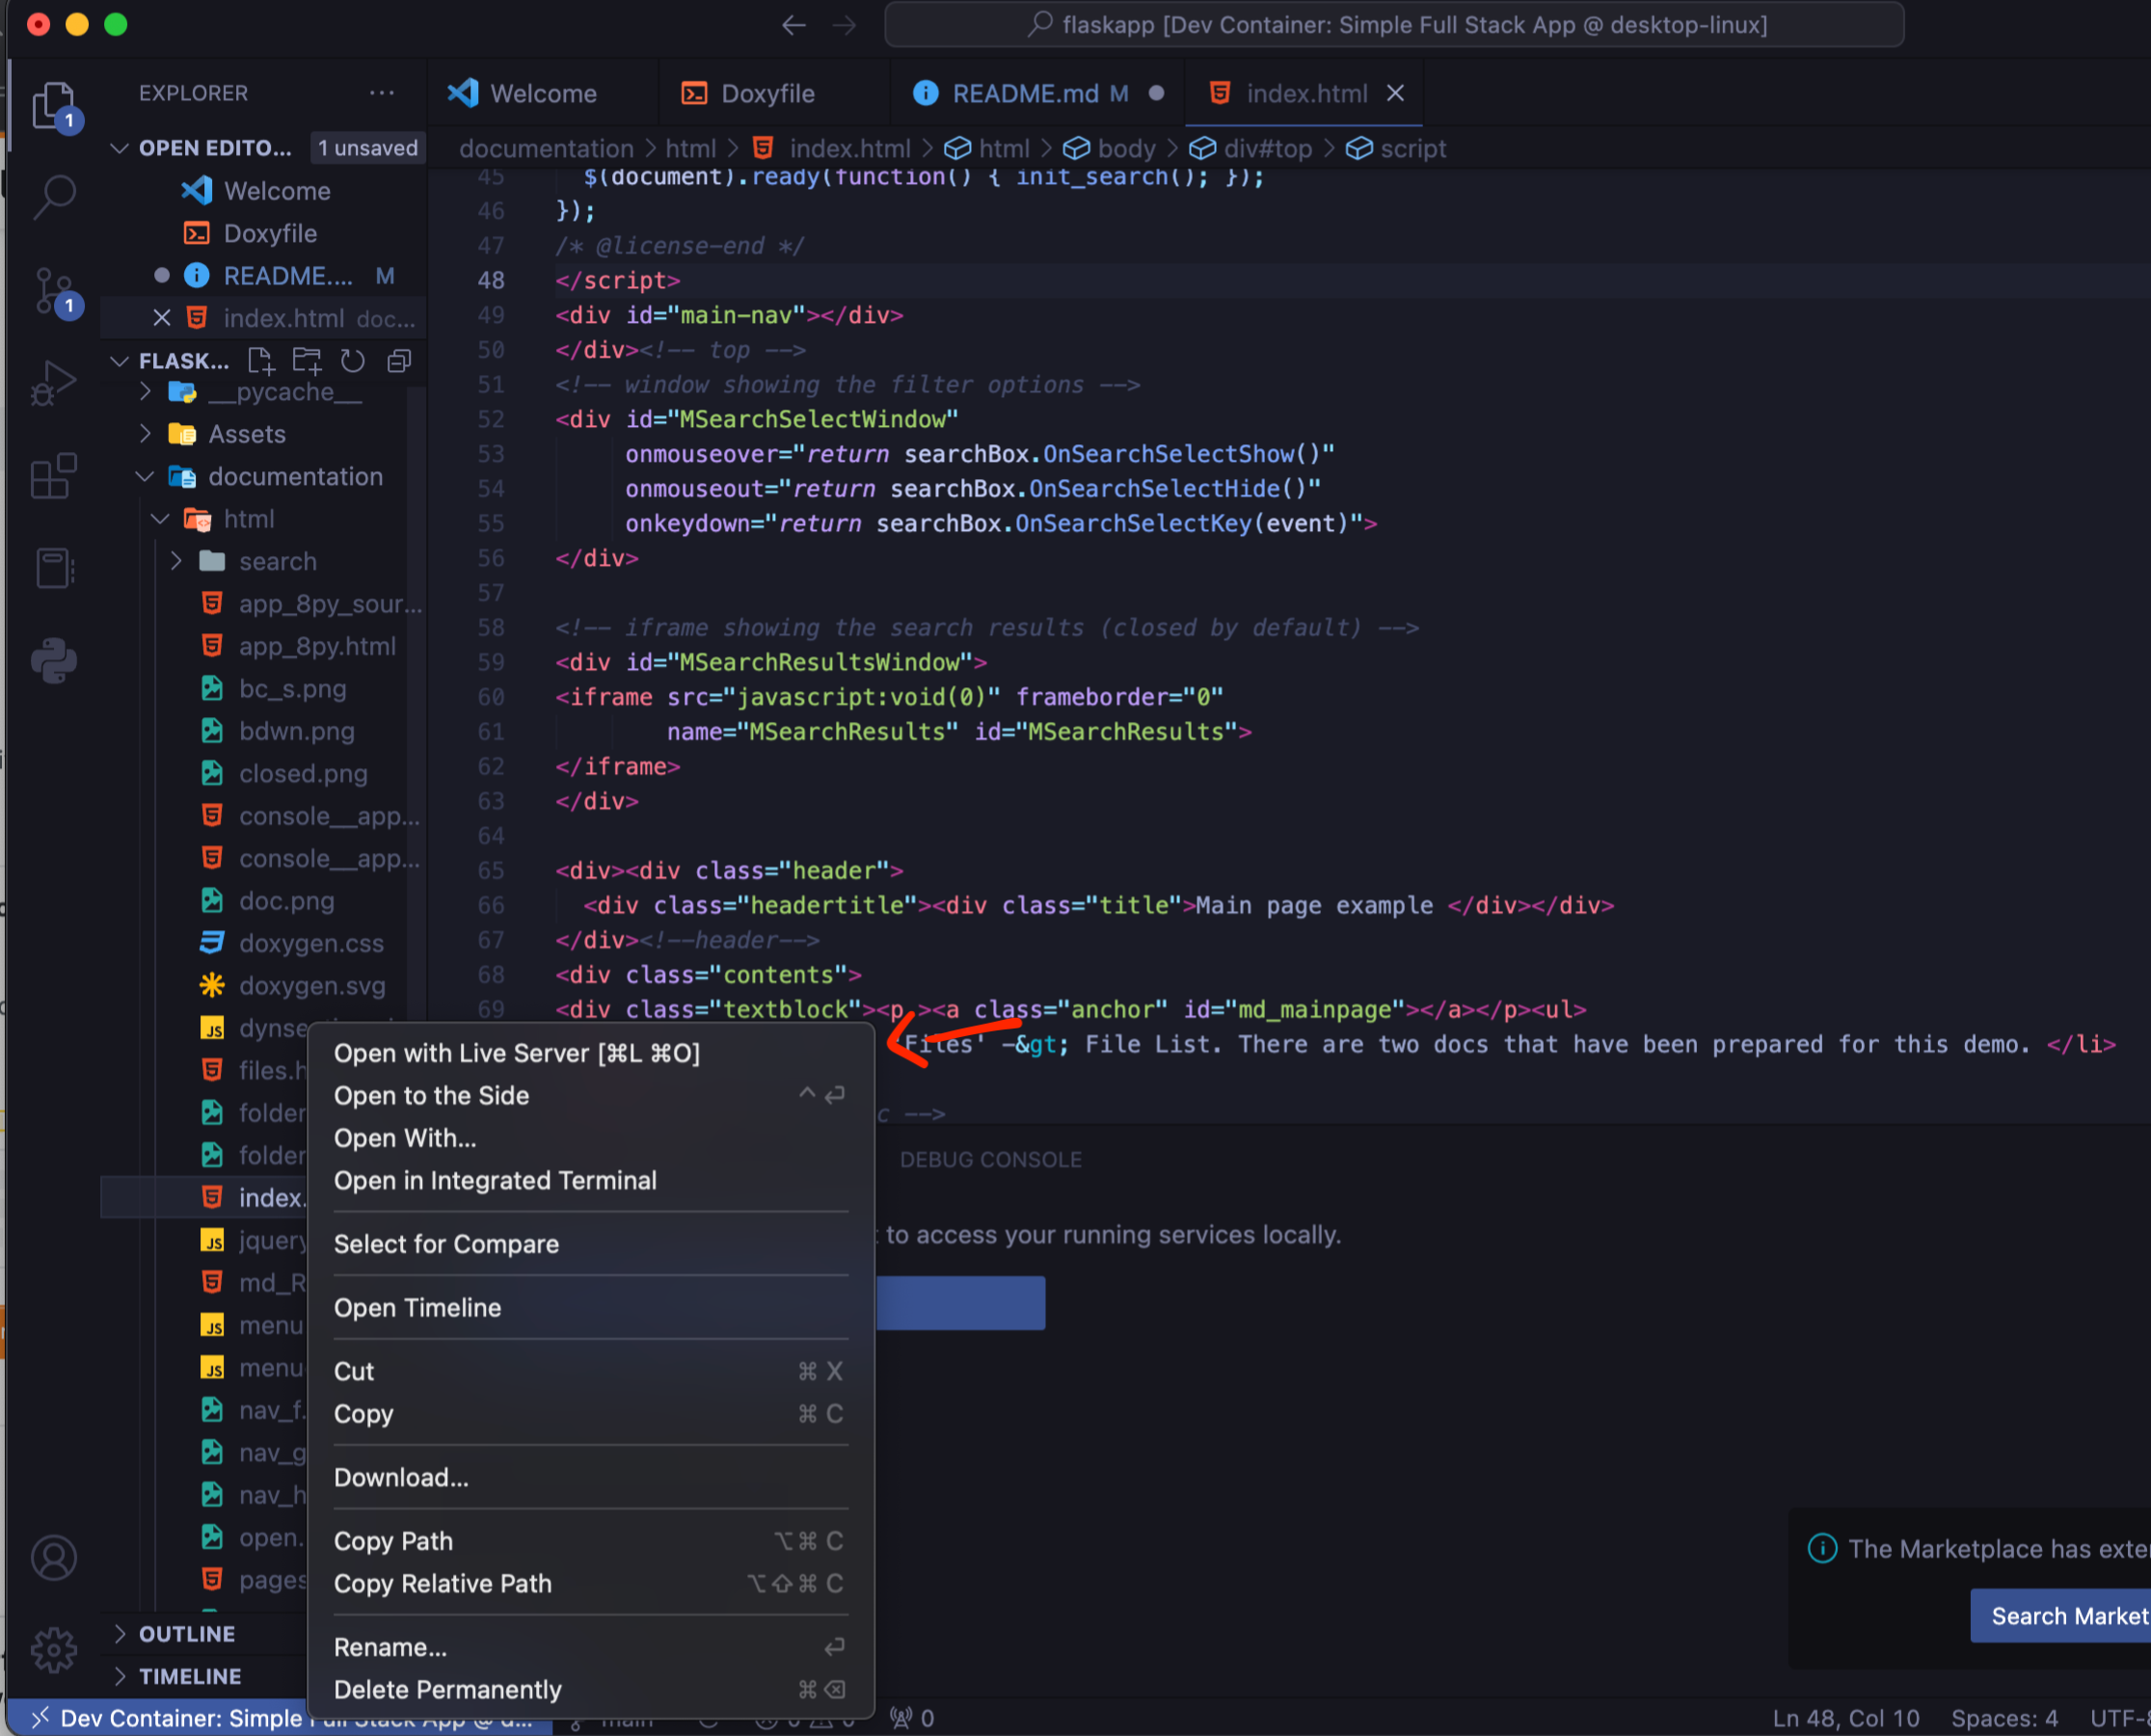 flaskapp [Dev Container: Simple Full Stack App @ desktop-linux]
EXPLORER
Welcome
Doxyfile
README.md M
index.html
OPEN EDITO... 1 unsaved
Welcome
Doxyfile
README.... M
index.html doc...
FLASK...
__pycache__
Assets
documentation
html
search
app_8py_sour...
app_8py.html
bc_s.png
bdwn.png
closed.png
console__app...
console__app...
doc.png
doxygen.css
doxygen.svg
files.h
folder
folder
index.
jquery
md_R
menu
menu
nav_f.
nav_g
nav_h
open.
pages
OUTLINE
TIMELINE
documentation > html > index.html > html > body > div#top > script
45 $(document).ready(function() { init_search(); });
46 });
47 /* @license-end */
48 </script>
49 <div id="main-nav"></div>
50 </div><!-- top -->
51 <!-- window showing the filter options -->
52 <div id="MSearchSelectWindow"
53 onmouseover="return searchBox.OnSearchSelectShow()"
54 onmouseout="return searchBox.OnSearchSelectHide()"
55 onkeydown="return searchBox.OnSearchSelectKey(event)">
56 </div>
57
58 <!-- iframe showing the search results (closed by default) -->
59 <div id="MSearchResultsWindow">
60 <iframe src="javascript:void(0)" frameborder="0"
61 name="MSearchResults" id="MSearchResults">
62 </iframe>
63 </div>
64
65 <div><div class="header">
66 <div class="headertitle"><div class="title">Main page example </div></div>
67 </div><!--header-->
68 <div class="contents">
69 <div class="textblock"><p ><a class="anchor" id="md_mainpage"></a></p><ul>
Files' -&gt; File List. There are two docs that have been prepared for this demo. </li>
c -->
Open with Live Server [⌘L ⌘O]
Open to the Side ^ ⏎
Open With...
Open in Integrated Terminal
Select for Compare
Open Timeline
Cut ⌘ X
Copy ⌘ C
Download...
Copy Path ⌥⌘ C
Copy Relative Path ⌥⇧⌘ C
Rename... ⏎
Delete Permanently ⌘⌫
DEBUG CONSOLE
to access your running services locally.
The Marketplace has exte
Search Market
Dev Container: Simple Full Stack App @ d...
main
0
0
0
Ln 48, Col 10
Spaces: 4
UTF-